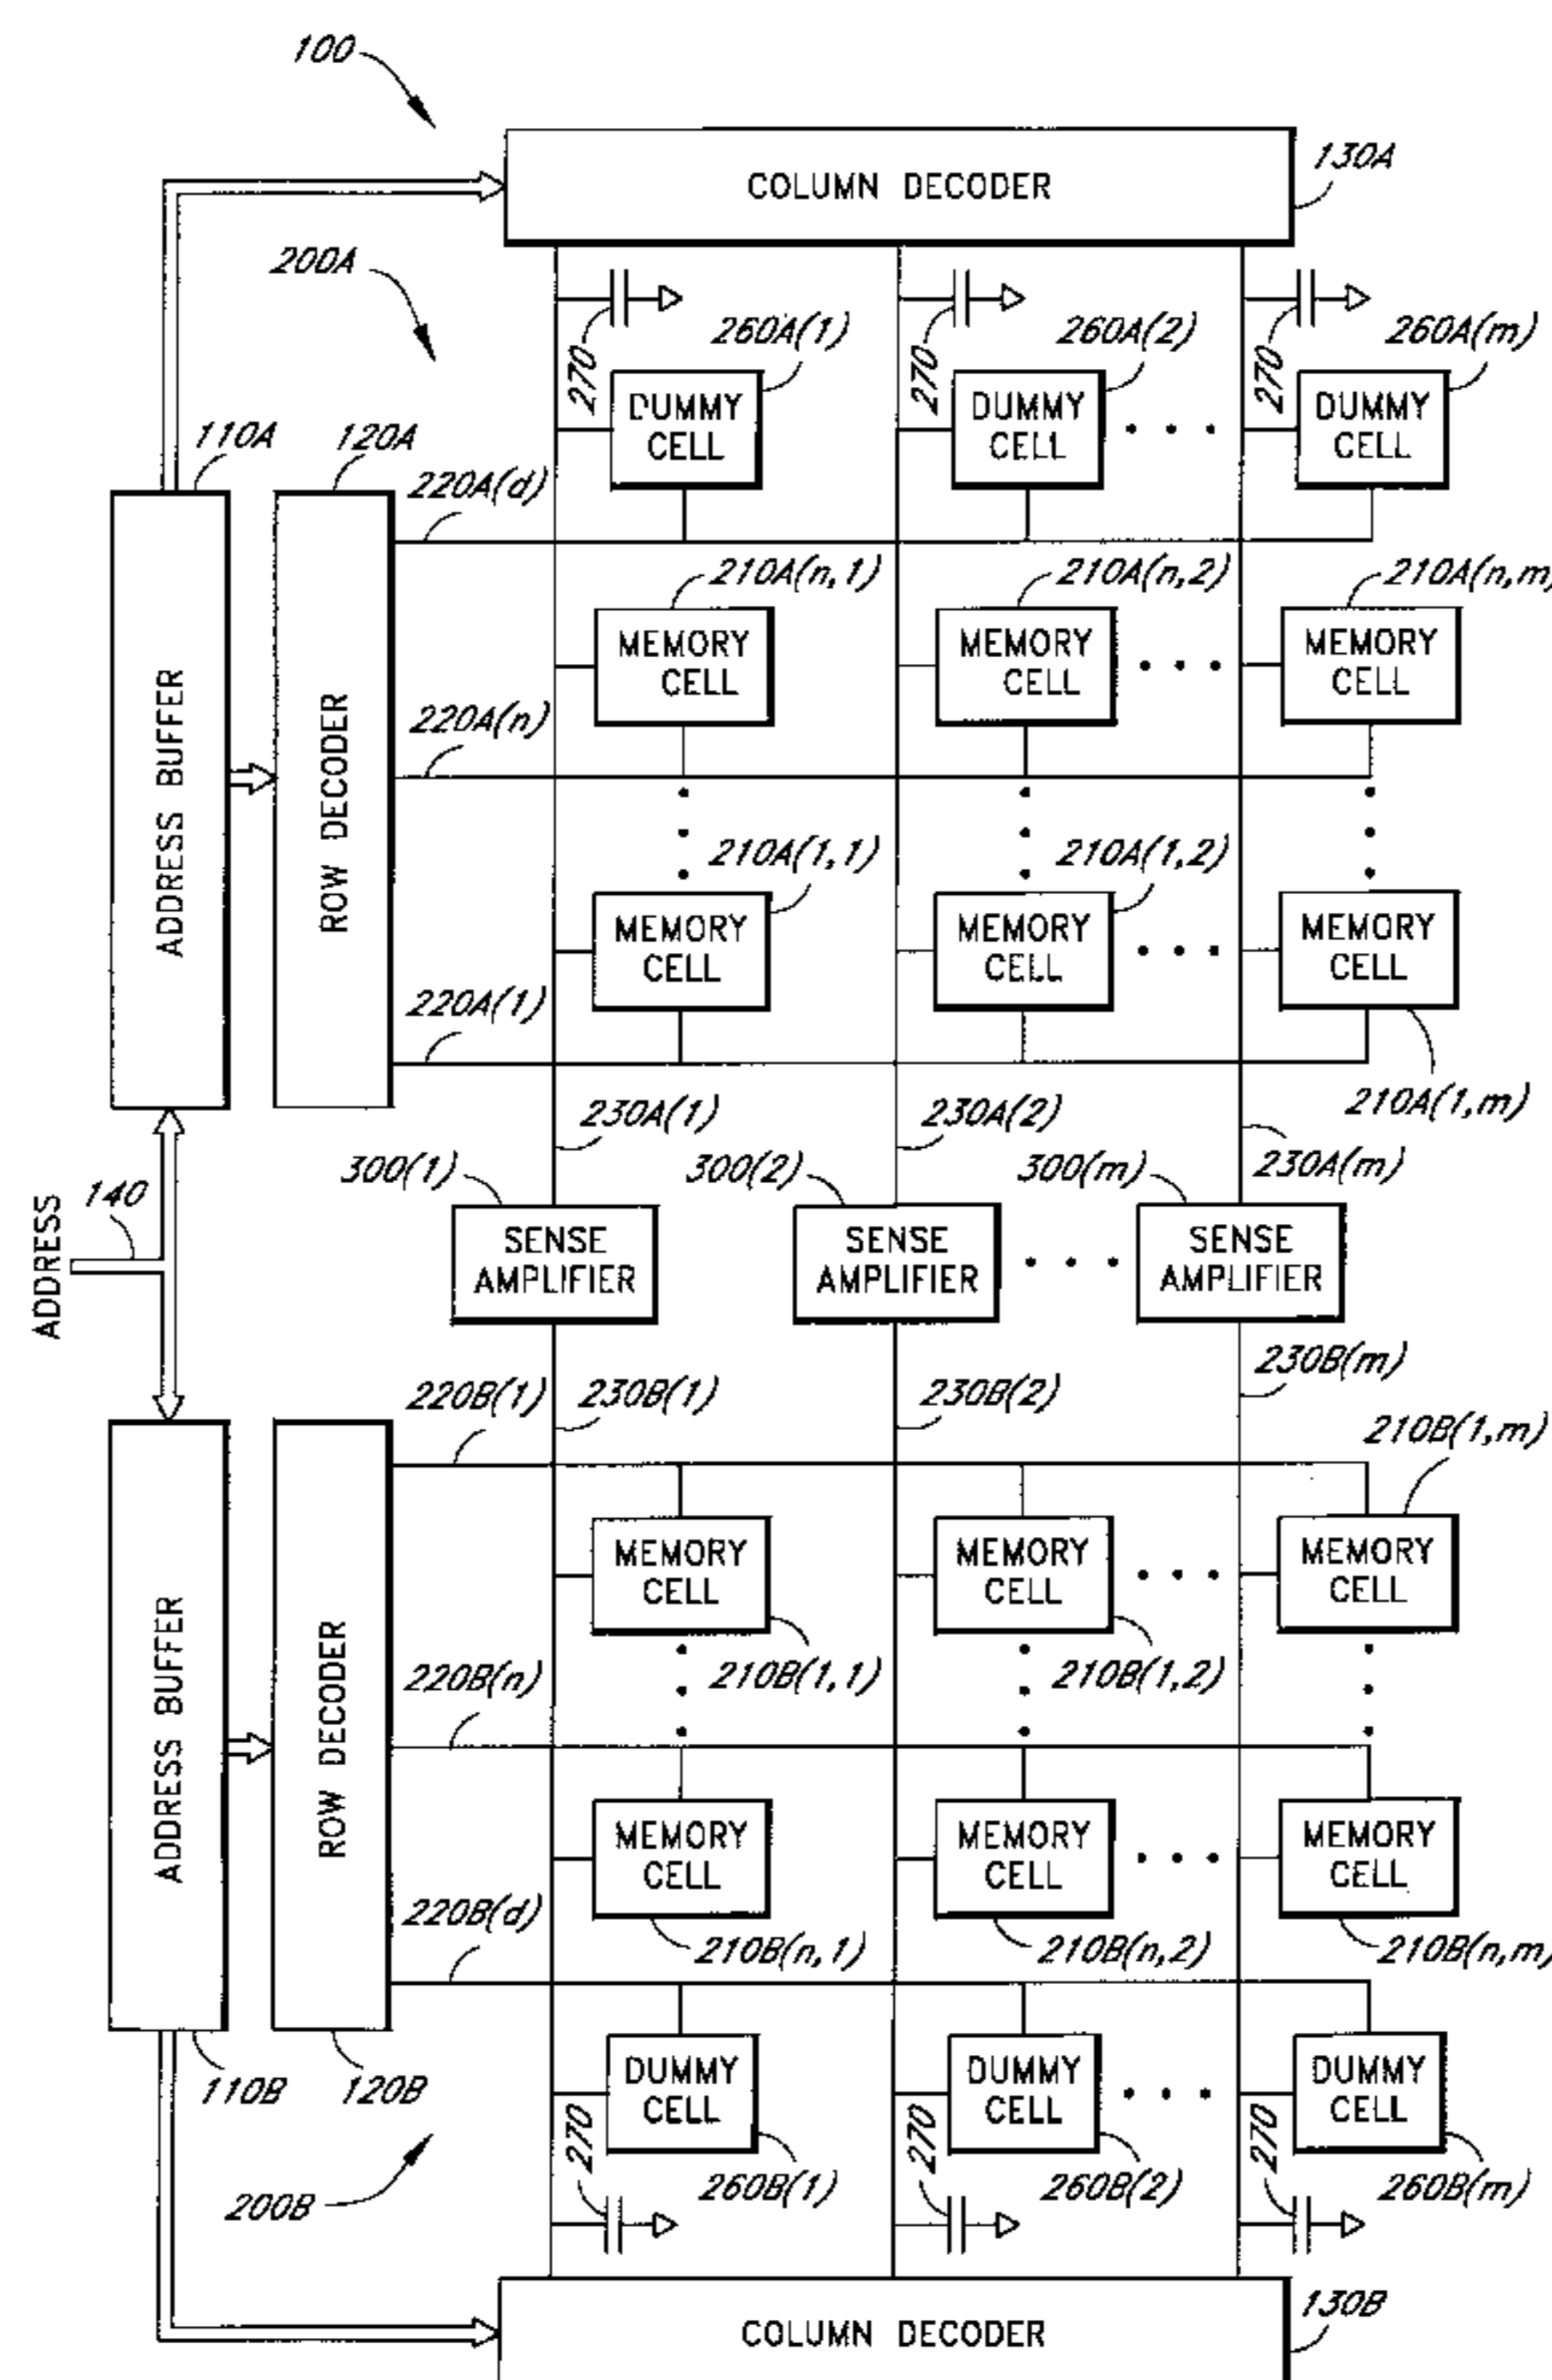 100
130A
COLUMN DECODER
200A
260A(1)
260A(2)
260A(m)
270
270
270
DUMMY
CELL
DUMMY
CELL
DUMMY
CELL
110A
120A
220A(d)
210A(n,1)
210A(n,2)
210A(n,m)
MEMORY
CELL
MEMORY
CELL
MEMORY
CELL
ADDRESS BUFFER
ROW DECODER
220A(n)
210A(1,1)
210A(1,2)
MEMORY
CELL
MEMORY
CELL
MEMORY
CELL
220A(1)
210A(1,m)
230A(1)
230A(2)
230A(m)
300(1)
300(2)
300(m)
ADDRESS
140
SENSE
AMPLIFIER
SENSE
AMPLIFIER
SENSE
AMPLIFIER
220B(1)
230B(1)
230B(2)
230B(m)
210B(1,m)
MEMORY
CELL
MEMORY
CELL
MEMORY
CELL
ADDRESS BUFFER
ROW DECODER
220B(n)
210B(1,1)
210B(1,2)
MEMORY
CELL
MEMORY
CELL
MEMORY
CELL
220B(d)
210B(n,1)
210B(n,2)
210B(n,m)
110B
120B
DUMMY
CELL
DUMMY
CELL
DUMMY
CELL
270
270
270
200B
260B(1)
260B(2)
260B(m)
130B
COLUMN DECODER